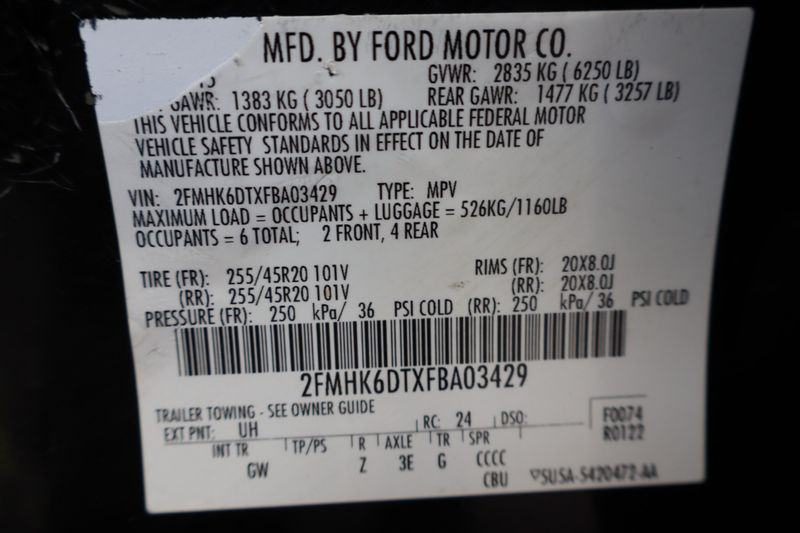 MFD. BY FORD MOTOR CO.
15 GVWR: 2835 KG ( 6250 LB)
GAWR: 1383 KG ( 3050 LB) REAR GAWR: 1477 KG ( 3257 LB)
THIS VEHICLE CONFORMS TO ALL APPLICABLE FEDERAL MOTOR
VEHICLE SAFETY STANDARDS IN EFFECT ON THE DATE OF
MANUFACTURE SHOWN ABOVE.
VIN: 2FMHK6DTXFBA03429 TYPE: MPV
MAXIMUM LOAD = OCCUPANTS + LUGGAGE = 526KG/1160LB
OCCUPANTS = 6 TOTAL; 2 FRONT, 4 REAR
TIRE (FR): 255/45R20 101V RIMS (FR): 20X8.0J
(RR): 255/45R20 101V (RR): 20X8.0J
PRESSURE (FR): 250 kPa/ 36 PSI COLD (RR): 250 kPa/ 36 PSI COLD
2FMHK6DTXFBA03429
TRAILER TOWING - SEE OWNER GUIDE
EXT PNT: UH RC: 24 DSO: F0074
R0122
INT TR TP/PS R AXLE TR SPR
GW Z 3E G CCCC
CBU SUSA-5420472-AA